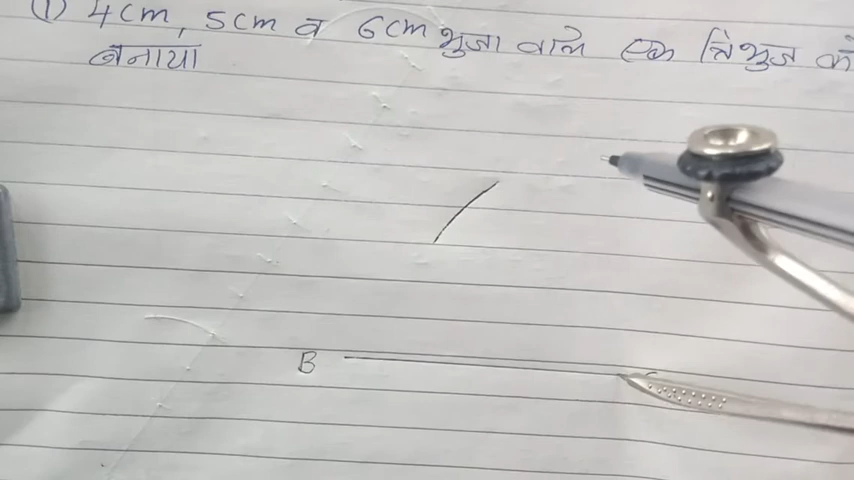 (1) 4cm, 5cm व 6cm भुजा वाले एक त्रिभुज की
बनाया
B